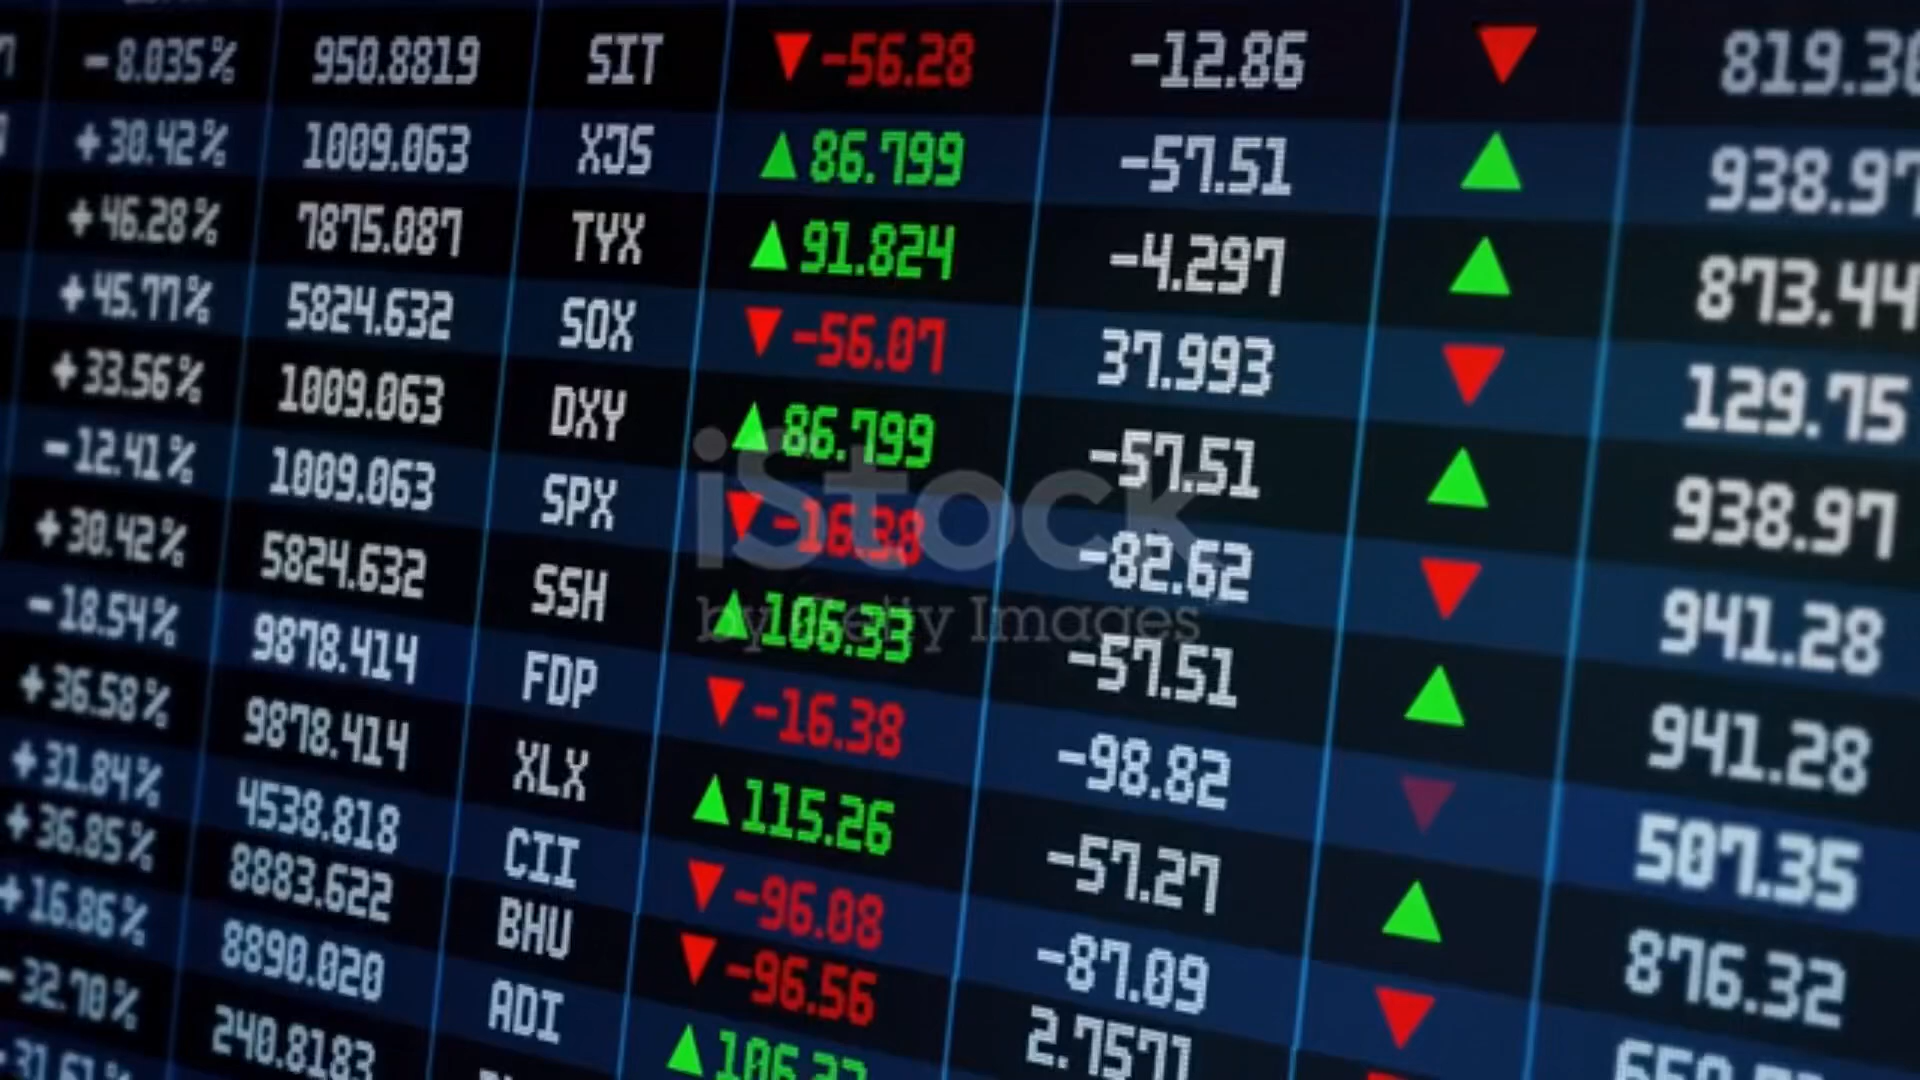 -8.035% 950.8819 SIT ▼-56.28 -12.86 ▼ 819.36
+30.42% 1009.063 XJS ▲86.799 -57.51 ▲ 938.97
+46.28% 7875.087 TYX ▲91.824 -4.297 ▲ 873.44
+45.77% 5824.632 SOX ▼-56.07 37.993 ▼ 129.75
+33.56% 1009.063 DXY ▲86.799 -57.51 ▲ 938.97
-12.41% 1009.063 SPX ▼-16.38 -82.62 ▼ 941.28
+30.42% 5824.632 SSH ▲106.33 -57.51 ▲ 941.28
-18.54% 9878.414 FDP ▼-16.38 -98.82 ▼ 507.35
+36.58% 9878.414 XLX ▲115.26 -57.27 ▲ 876.32
+31.84% 4538.818 CII ▼-96.08 -87.09 ▼
+36.85% 8883.622 BHU ▼-96.56 2.7571
+16.86% 8890.020 ADI ▲
-32.70% 240.8183
iStock
by Getty Images